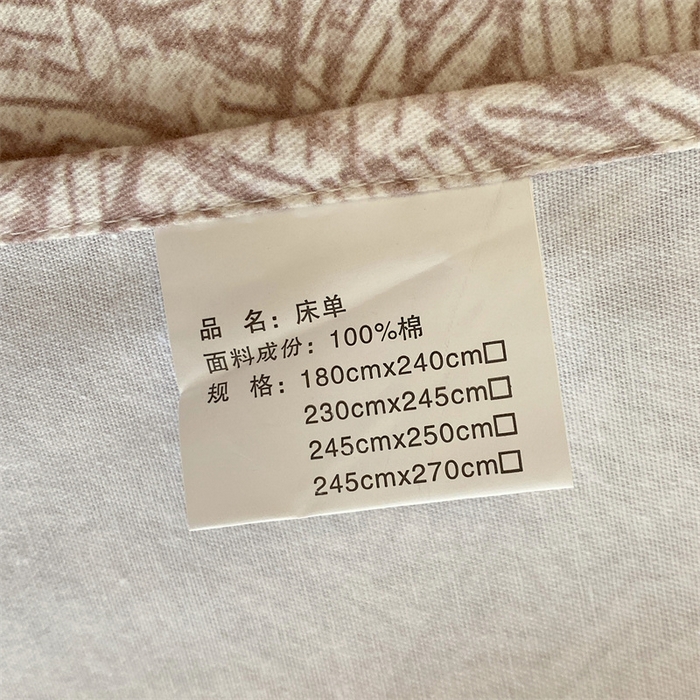 品 名：床单
面料成份：100%棉
规 格：180cmx240cm□
230cmx245cm□
245cmx250cm□
245cmx270cm□